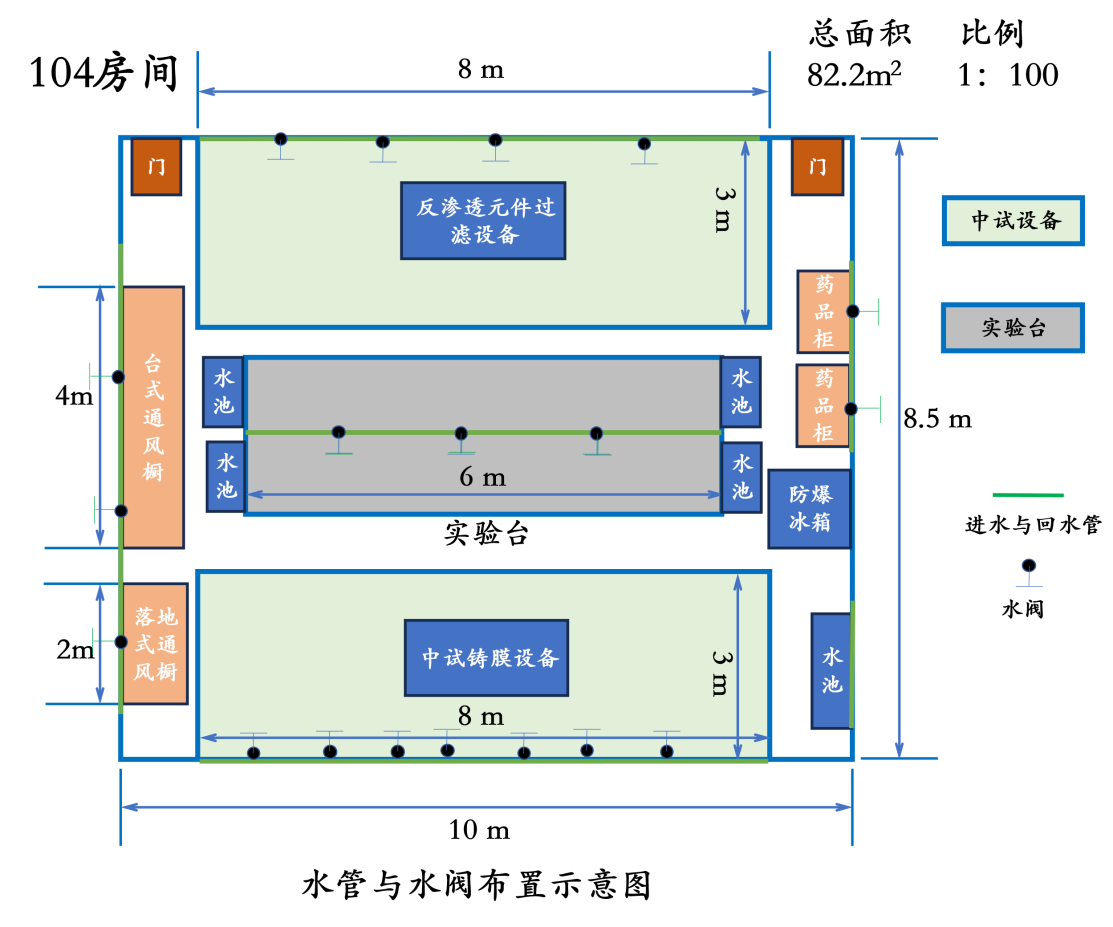 104房间
总面积
82.2m²
比例
1：100
8 m
门
门
反渗透元件过
滤设备
3 m
中试设备
实验台
药
品
柜
药
品
柜
台
式
通
风
橱
4m
水
池
水
池
水
池
水
池
6 m
实验台
8.5 m
防爆
冰箱
进水与回水管
水阀
落地
式通
风橱
2m
中试铸膜设备
3 m
8 m
水
池
10 m
水管与水阀布置示意图